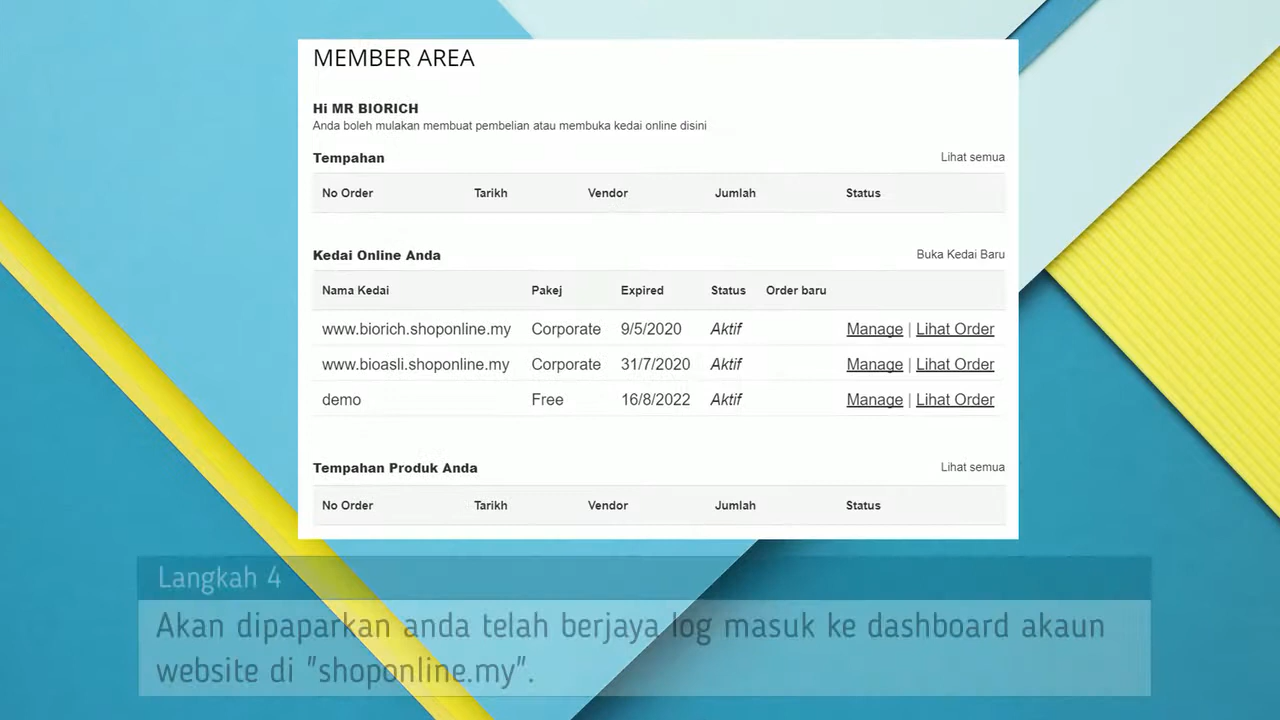 MEMBER AREA
Hi MR BIORICH
Anda boleh mulakan membuat pembelian atau membuka kedai online disini
Tempahan Lihat semua
No Order Tarikh Vendor Jumlah Status
Kedai Online Anda Buka Kedai Baru
Nama Kedai Pakej Expired Status Order baru
www.biorich.shoponline.my Corporate 9/5/2020 Aktif Manage | Lihat Order
www.bioasli.shoponline.my Corporate 31/7/2020 Aktif Manage | Lihat Order
demo Free 16/8/2022 Aktif Manage | Lihat Order
Tempahan Produk Anda Lihat semua
No Order Tarikh Vendor Jumlah Status
Langkah 4
Akan dipaparkan anda telah berjaya log masuk ke dashboard akaun
website di "shoponline.my".